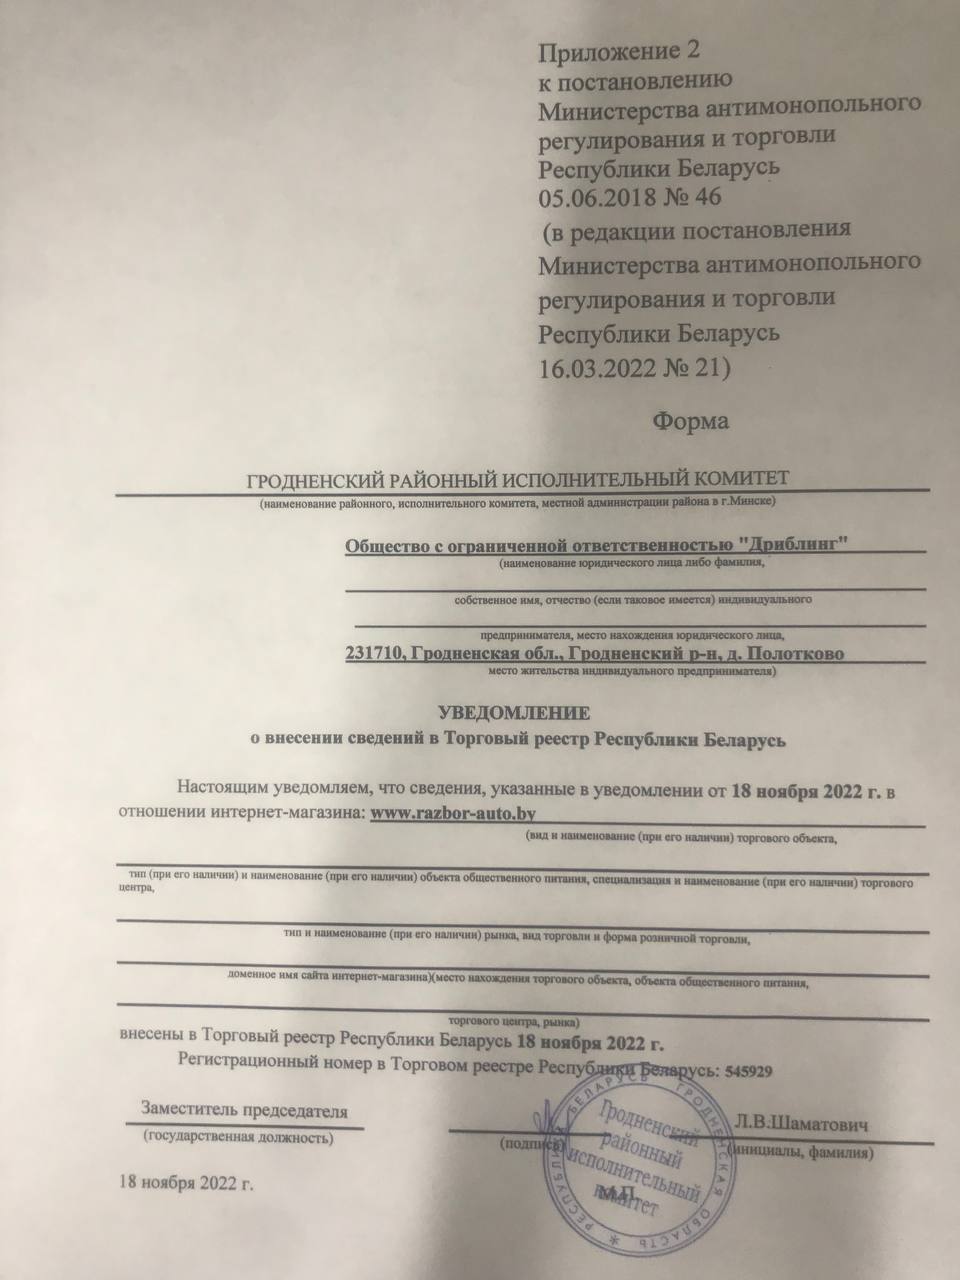 Приложение 2
к постановлению
Министерства антимонопольного
регулирования и торговли
Республики Беларусь
05.06.2018 № 46
(в редакции постановления
Министерства антимонопольного
регулирования и торговли
Республики Беларусь
16.03.2022 № 21)
Форма
ГРОДНЕНСКИЙ РАЙОННЫЙ ИСПОЛНИТЕЛЬНЫЙ КОМИТЕТ
(наименование районного, исполнительного комитета, местной администрации района в г.Минске)
Общество с ограниченной ответственностью "Дриблинг"
(наименование юридического лица либо фамилия,
собственное имя, отчество (если таковое имеется) индивидуального
предпринимателя, место нахождения юридического лица,
231710, Гродненская обл., Гродненский р-н, д. Полотково
место жительства индивидуального предпринимателя)
УВЕДОМЛЕНИЕ
о внесении сведений в Торговый реестр Республики Беларусь
Настоящим уведомляем, что сведения, указанные в уведомлении от 18 ноября 2022 г. в
отношении интернет-магазина: www.razbor-auto.by
(вид и наименование (при его наличии) торгового объекта,
тип (при его наличии) и наименование (при его наличии) объекта общественного питания, специализация и наименование (при его наличии) торгового
центра,
тип и наименование (при его наличии) рынка, вид торговли и форма розничной торговли,
доменное имя сайта интернет-магазина)(место нахождения торгового объекта, объекта общественного питания,
торгового центра, рынка)
внесены в Торговый реестр Республики Беларусь 18 ноября 2022 г.
Регистрационный номер в Торговом реестре Республики Беларусь: 545929
Заместитель председателя
(государственная должность)
(подпись)
Л.В.Шаматович
(инициалы, фамилия)
М.П.
РЕСПУБЛИКА БЕЛАРУСЬ * ГРОДНЕНСКАЯ ОБЛАСТЬ *
Гродненский
районный
исполнительный
комитет
18 ноября 2022 г.